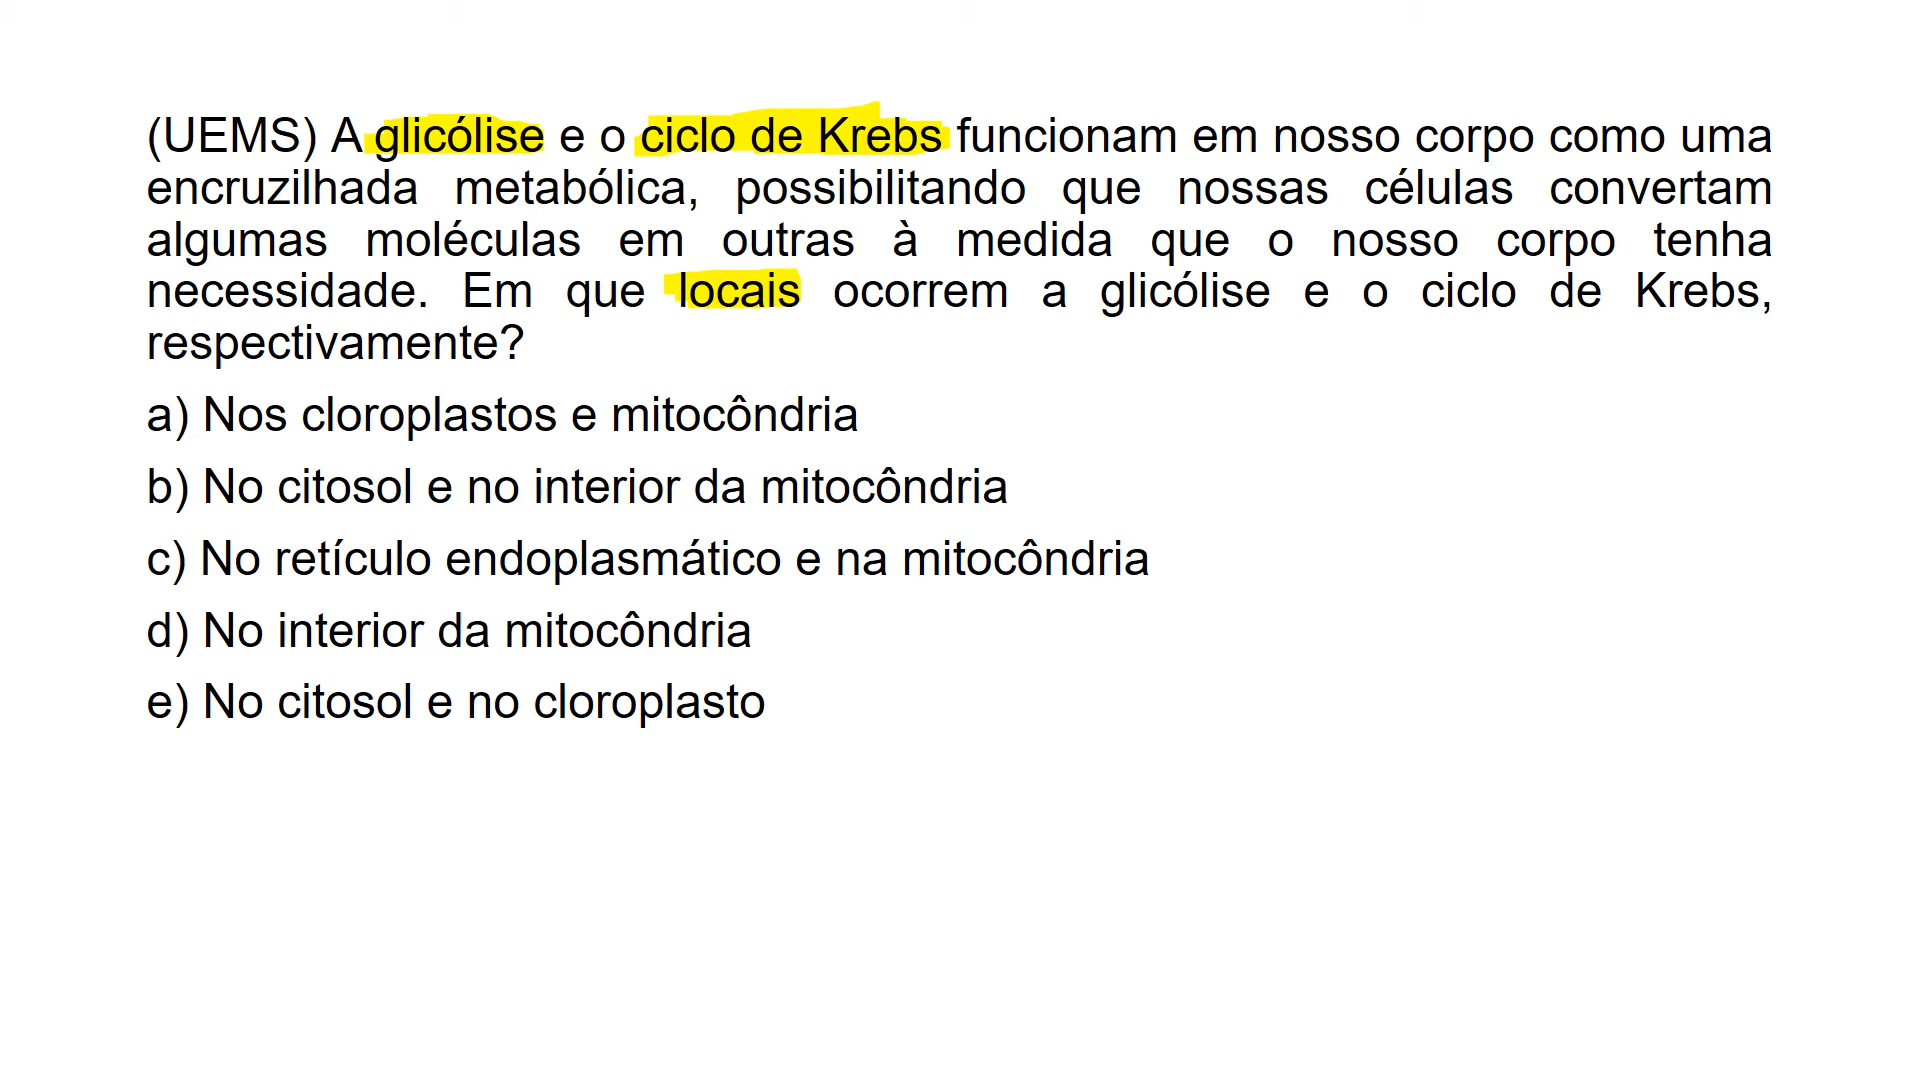 (UEMS) A glicólise e o ciclo de Krebs funcionam em nosso corpo como uma
encruzilhada metabólica, possibilitando que nossas células convertam
algumas moléculas em outras à medida que o nosso corpo tenha
necessidade. Em que locais ocorrem a glicólise e o ciclo de Krebs,
respectivamente?
a) Nos cloroplastos e mitocôndria
b) No citosol e no interior da mitocôndria
c) No retículo endoplasmático e na mitocôndria
d) No interior da mitocôndria
e) No citosol e no cloroplasto